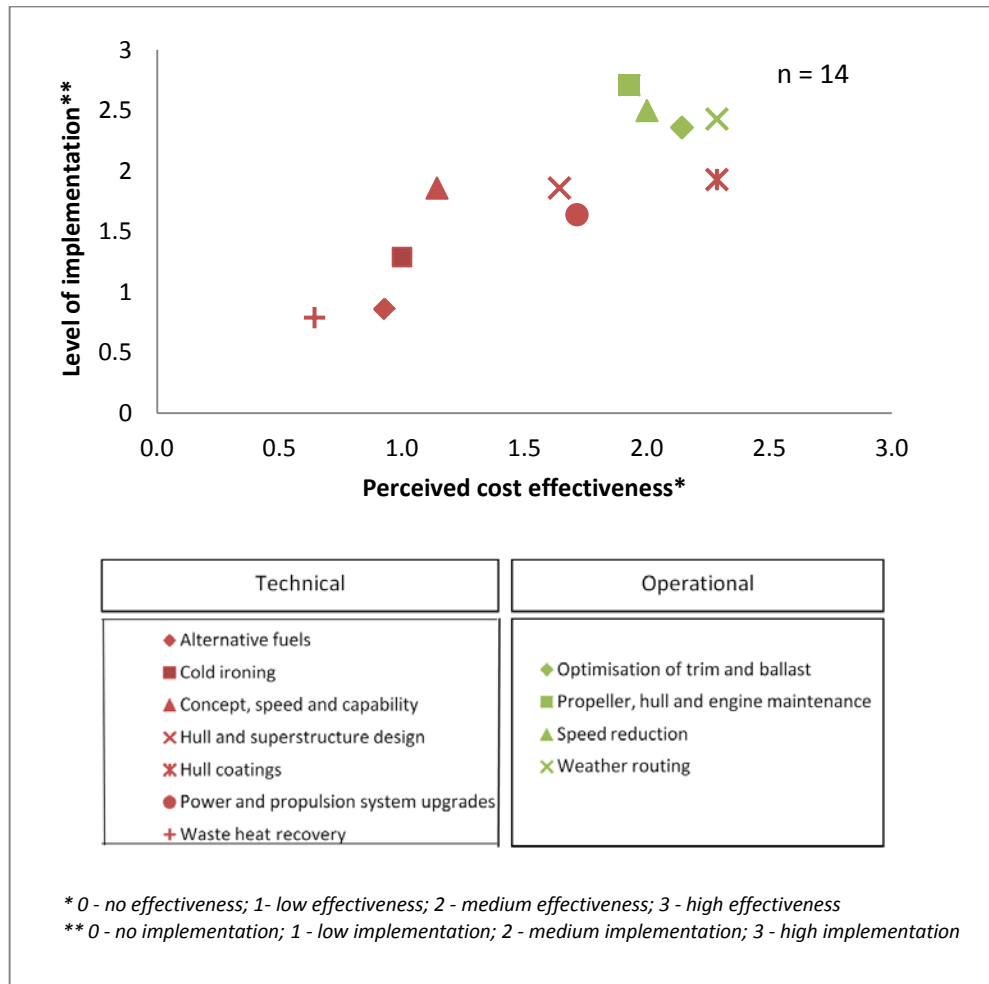 3
n = 14
2.5
2
1.5
1
0.5
0
Level of implementation**
0.0 0.5 1.0 1.5 2.0 2.5 3.0
Perceived cost effectiveness*
Technical
Alternative fuels
Cold ironing
Concept, speed and capability
Hull and superstructure design
Hull coatings
Power and propulsion system upgrades
Waste heat recovery
Operational
Optimisation of trim and ballast
Propeller, hull and engine maintenance
Speed reduction
Weather routing
* 0 - no effectiveness; 1- low effectiveness; 2 - medium effectiveness; 3 - high effectiveness
** 0 - no implementation; 1 - low implementation; 2 - medium implementation; 3 - high implementation